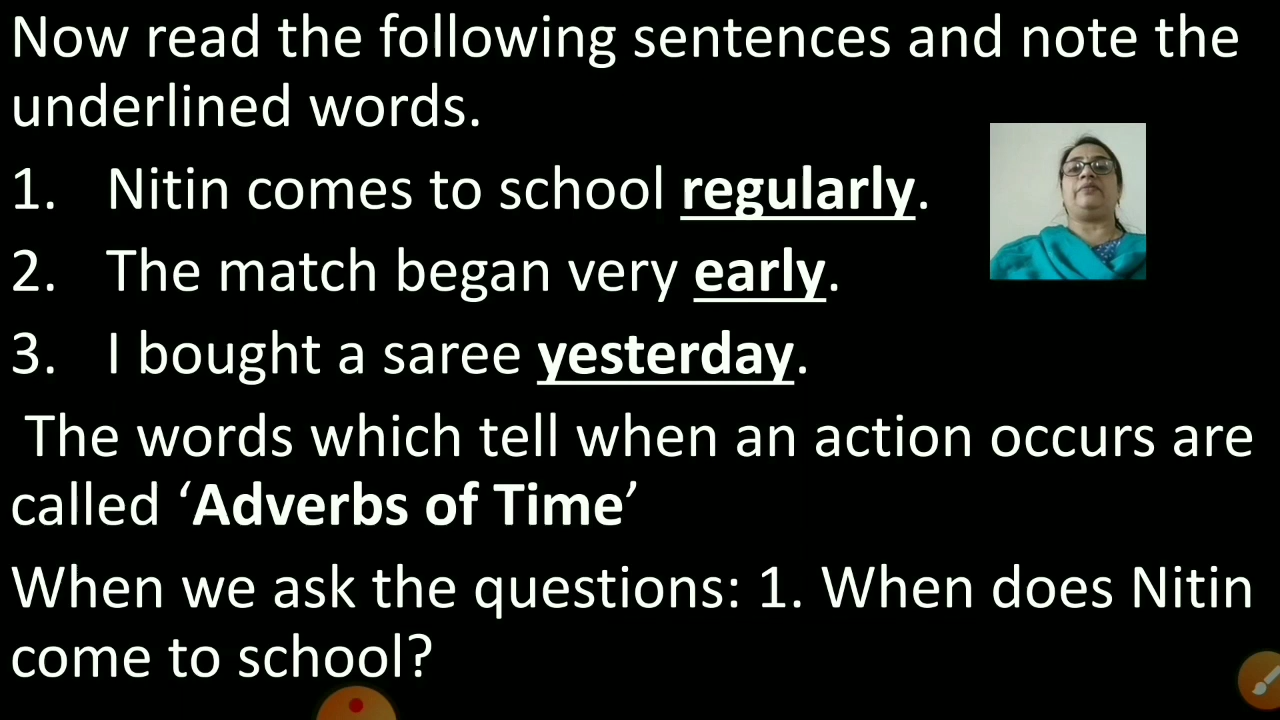 Now read the following sentences and note the
underlined words.
1. Nitin comes to school regularly.
2. The match began very early.
3. I bought a saree yesterday.
The words which tell when an action occurs are
called ‘Adverbs of Time’
When we ask the questions: 1. When does Nitin
come to school?